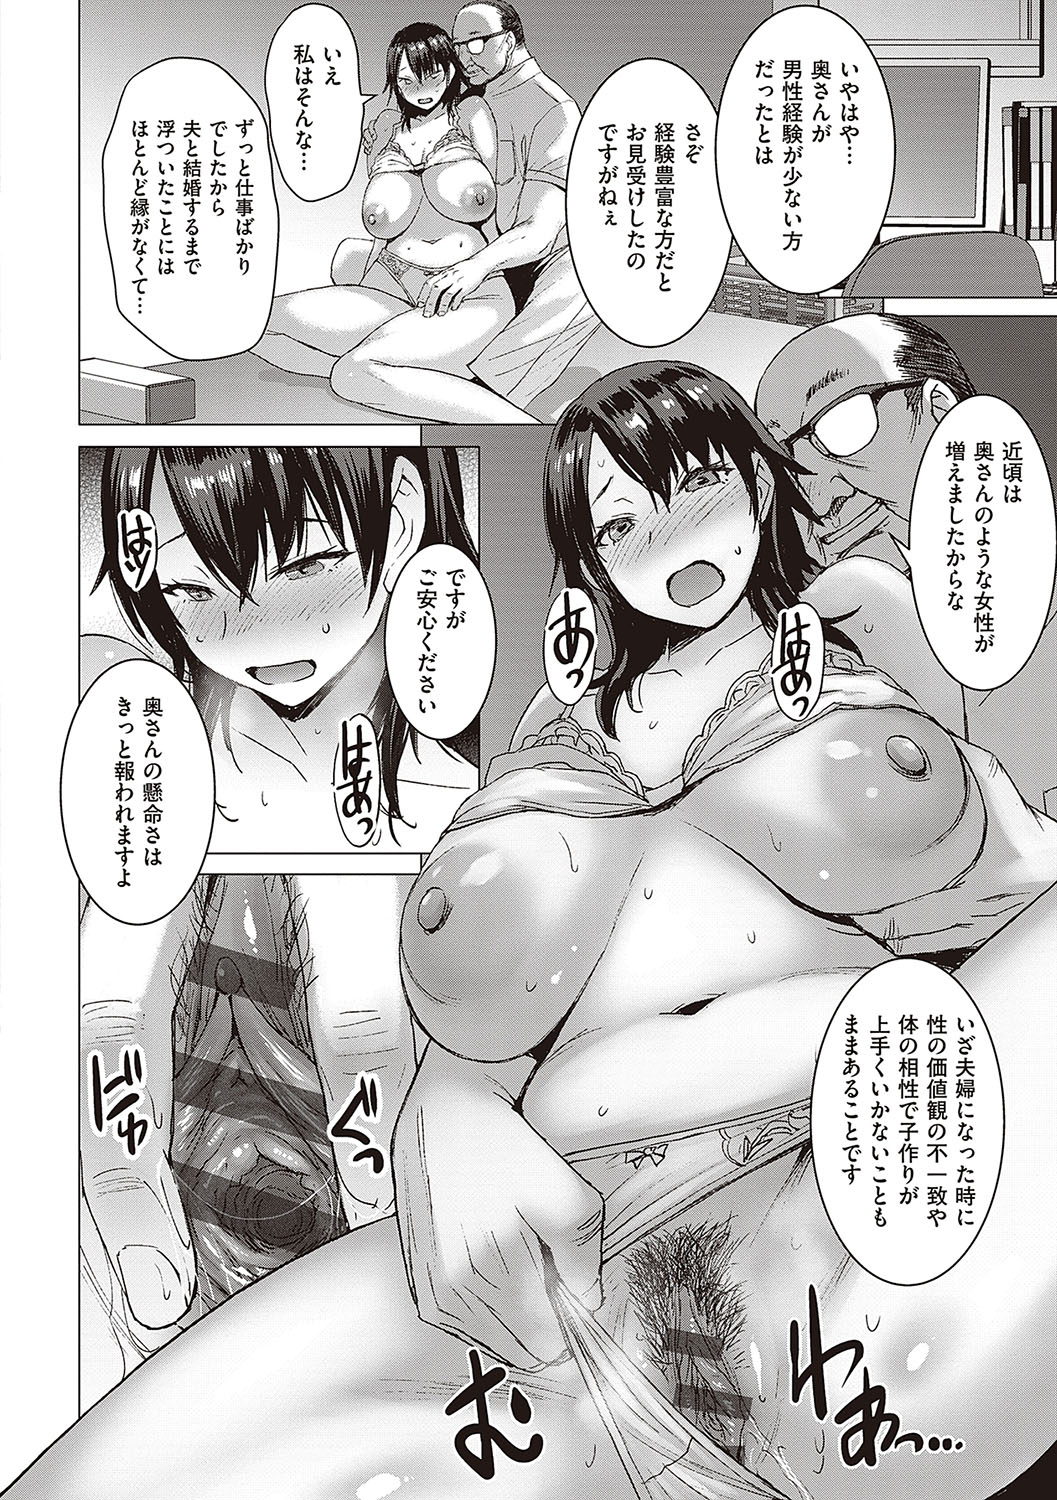 いやはや…
奥さんが
男性経験が少ない方
だったとは
さぞ
経験豊富な方だと
お見受けしたの
ですがねぇ
いえ
私はそんな…
ずっと仕事ばかり
でしたから
夫と結婚するまで
浮ついたことには
ほとんど縁がなくて…
近頃は
奥さんのような女性が
増えましたからな
はぁっ
あっ
いざ夫婦になった時に
性の価値観の不一致や
体の相性で子作りが
上手くいかないことも
ままあることです
わぁっ…
む
ですが
ご安心ください
はッ
はぁっ
奥さんの懸命さは
きっと報われますよ
ぐっ